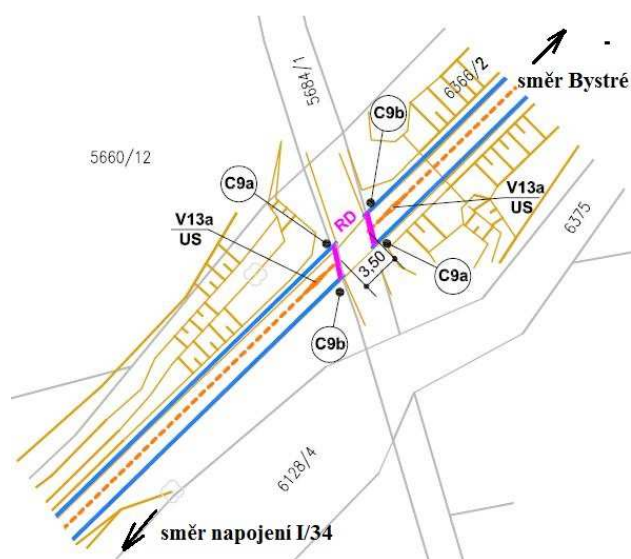 směr Bystré
5684/1
6366/2
C9b
5660/12
C9a
V13a
US
RD
V13a
US
6375
3,50
C9a
C9b
6128/4
směr napojení I/34